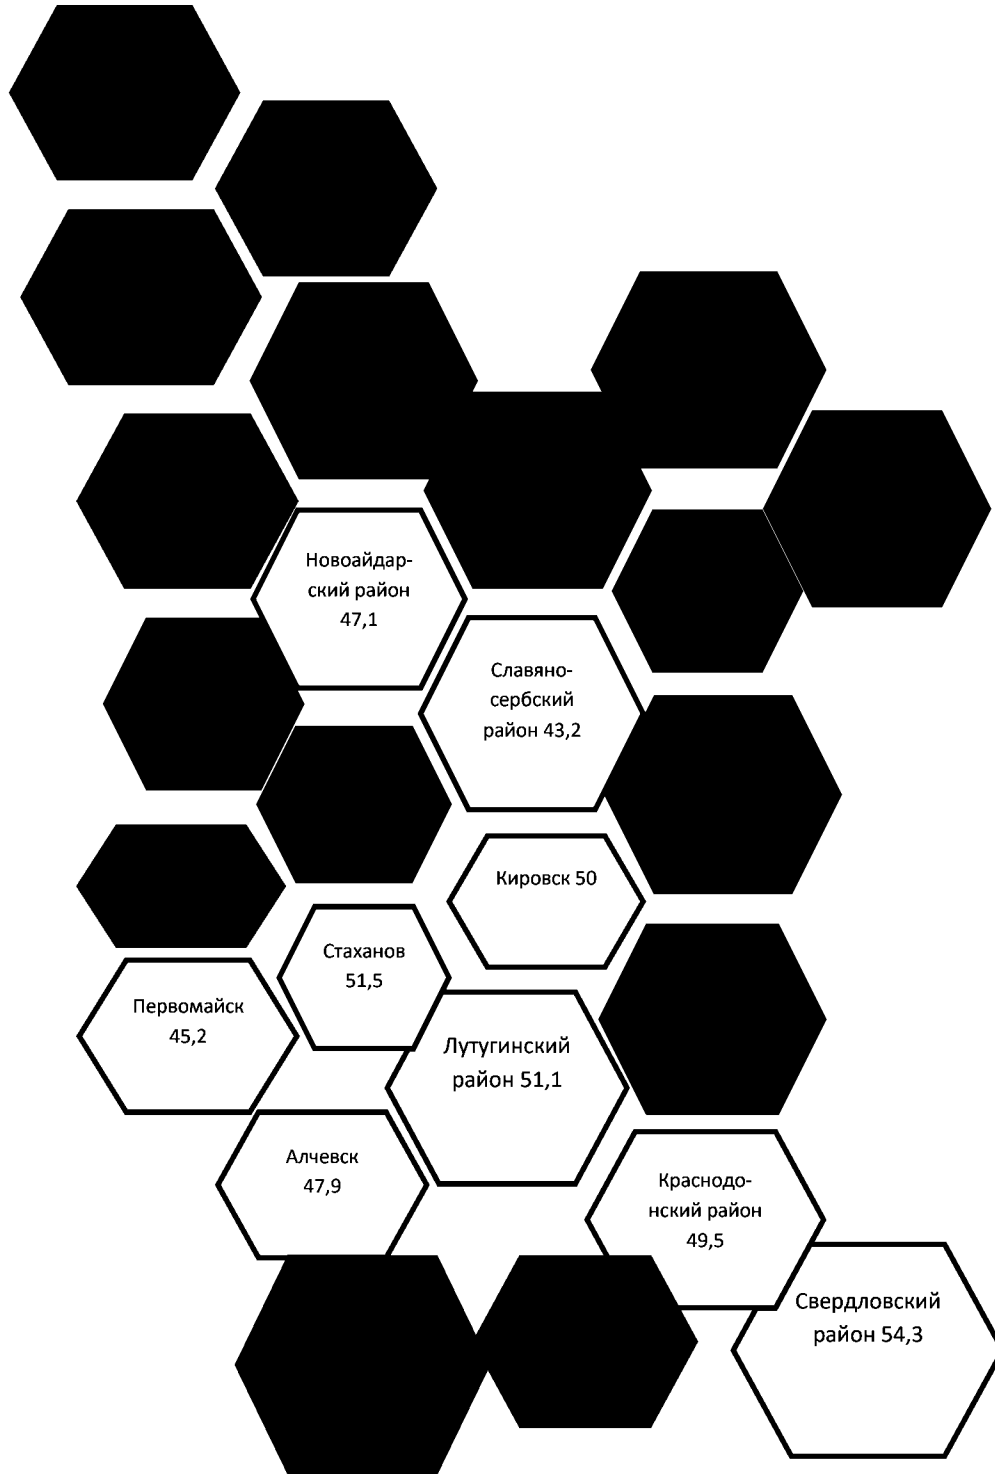 Новоайдар-
ский район
47,1
Славяно-
сербский
район 43,2
Кировск 50
Стаханов
51,5
Первомайск
45,2
Лутугинский
район 51,1
Алчевск
47,9
Краснодо-
нский район
49,5
Свердловский
район 54,3